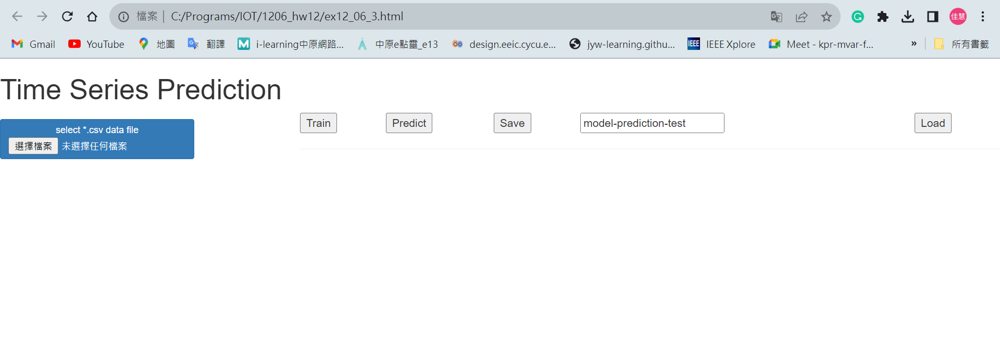 檔案 | C:/Programs/IOT/1206_hw12/ex12_06_3.html
佳慧
Gmail YouTube 地圖 翻譯 i-learning中原網路... 中原e點靈_e13 design.eeic.cycu.e... jyw-learning.githu... IEEE IEEE Xplore Meet - kpr-mvar-f... » 所有書籤
Time Series Prediction
Train Predict Save model-prediction-test Load
select *.csv data file
選擇檔案 未選擇任何檔案